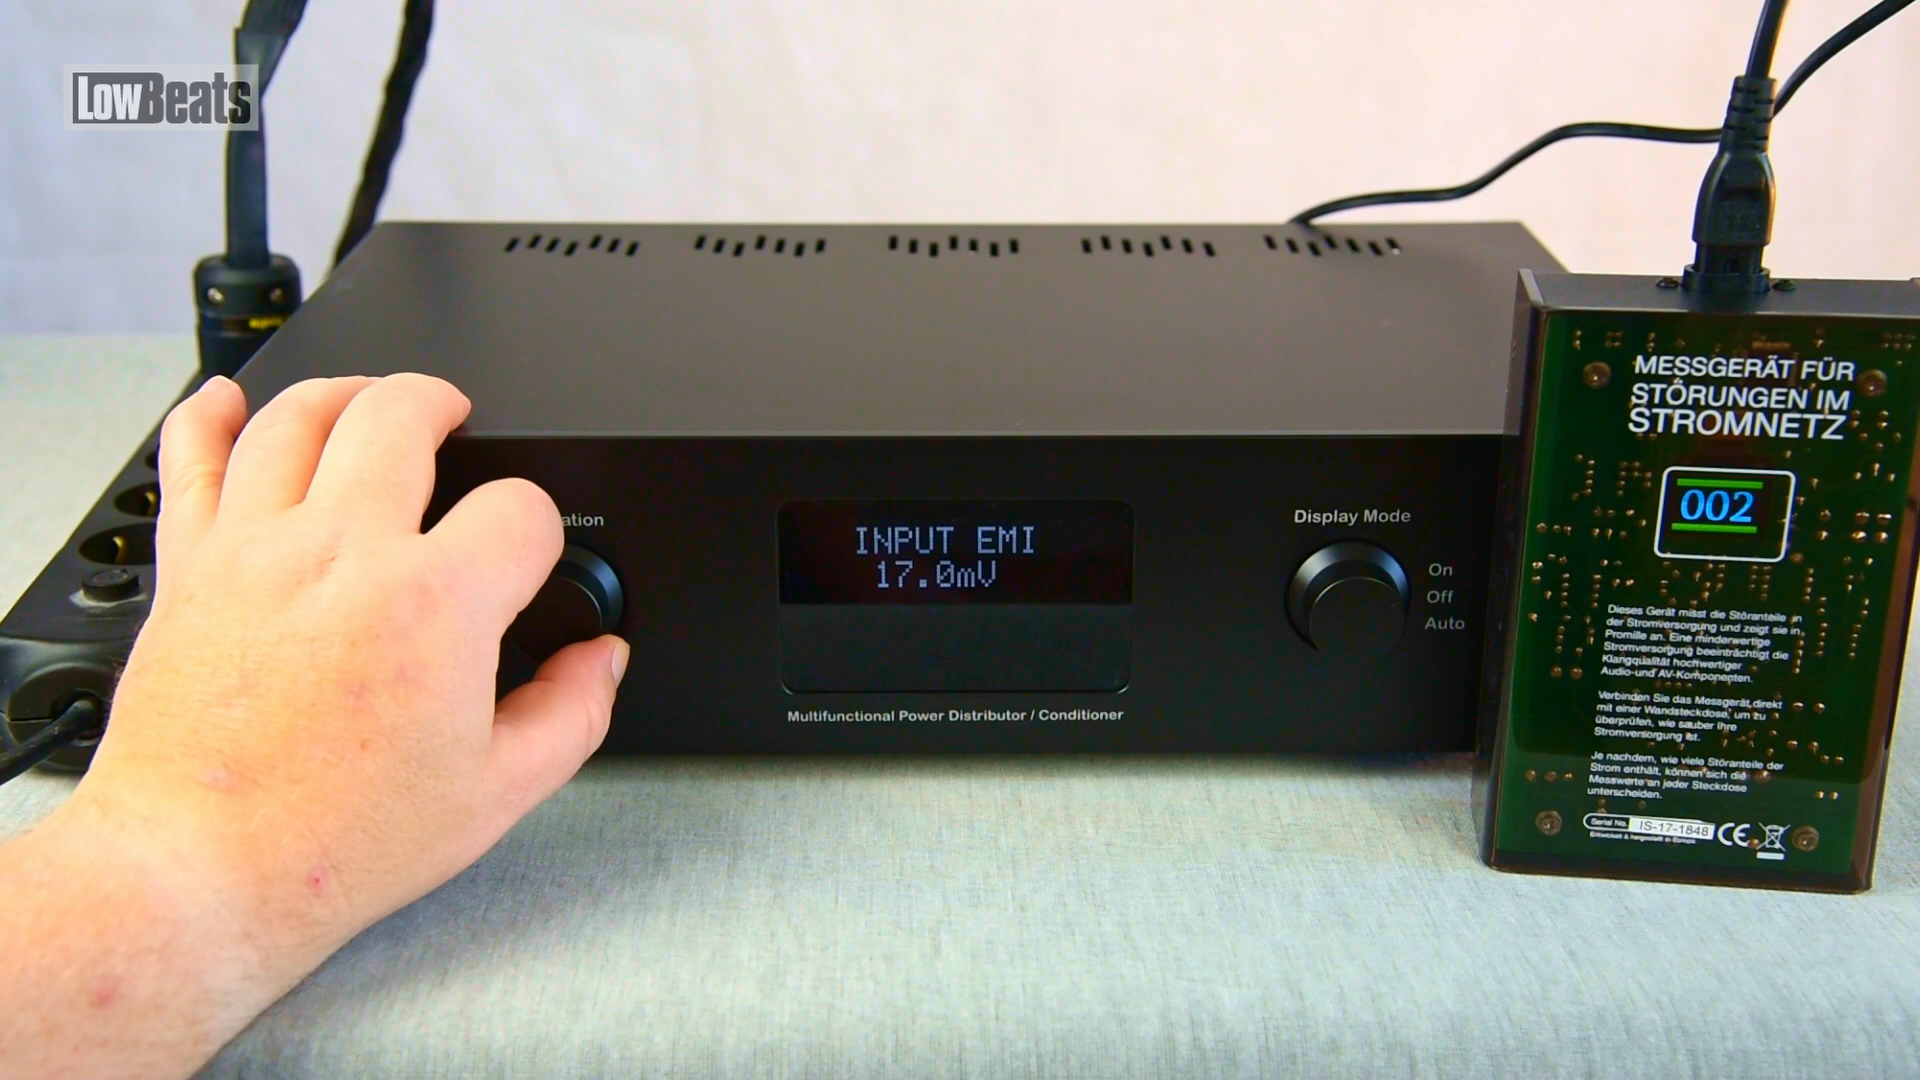 LowBeats
INPUT EMI
17.0mV
Display Mode
On
Off
Auto
Multifunctional Power Distributor / Conditioner
MESSGERÄT FÜR
STÖRUNGEN IM
STROMNETZ
002
Dieses Gerät misst die Störanteile in
der Stromversorgung und zeigt sie in
Promille an. Eine minderwertige
Stromversorgung beeinträchtigt die
Klangqualität hochwertiger
Audio-und AV-Komponenten.
Verbinden Sie das Messgerät direkt
mit einer Wandsteckdose, um zu
überprüfen, wie sauber Ihre
Stromversorgung ist.
Je nachdem, wie viele Störanteile der
Strom enthält, können sich die
Messwerte an jeder Steckdose
unterscheiden.
Serial No. IS-17-1848 CE
Entwickelt & hergestellt in Europa